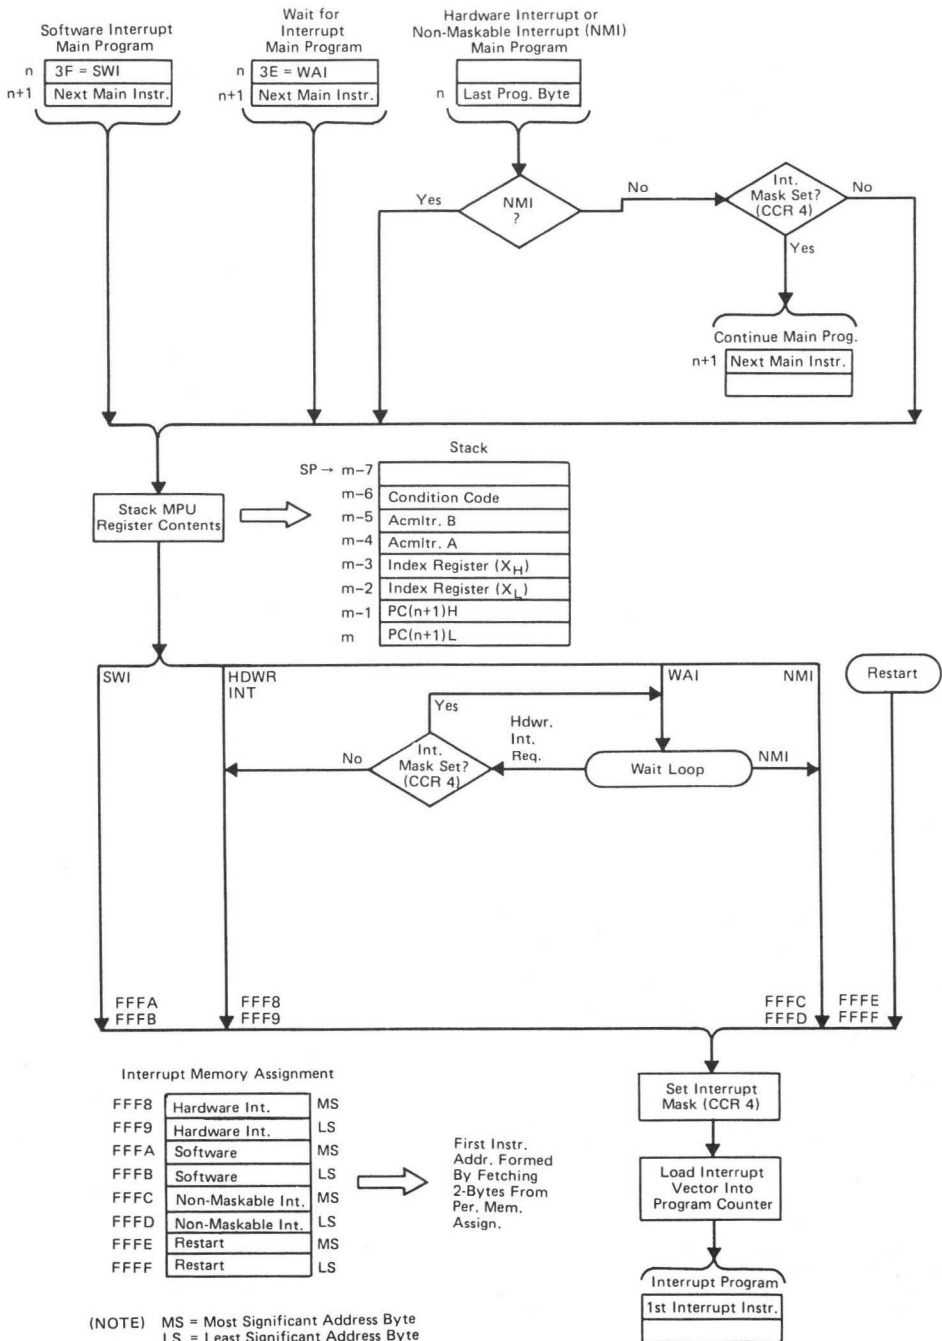 Software Interrupt
Main Program
n 3F = SWI
n+1 Next Main Instr.
Wait for
Interrupt
Main Program
n 3E = WAI
n+1 Next Main Instr.
Hardware Interrupt or
Non-Maskable Interrupt (NMI)
Main Program
n Last Prog. Byte
Yes
NMI
?
No
Int.
Mask Set?
(CCR 4)
No
Yes
Continue Main Prog.
n+1 Next Main Instr.
Stack MPU
Register Contents
Stack
SP → m-7
m-6 Condition Code
m-5 Acmltr. B
m-4 Acmltr. A
m-3 Index Register (XH)
m-2 Index Register (XL)
m-1 PC(n+1)H
m PC(n+1)L
SWI
HDWR
INT
WAI
NMI
Restart
Yes
No
Int.
Mask Set?
(CCR 4)
Hdwr.
Int.
Req.
Wait Loop
NMI
FFFA
FFFB
FFF8
FFF9
FFFC
FFFD
FFFE
FFFF
Interrupt Memory Assignment
FFF8 Hardware Int. MS
FFF9 Hardware Int. LS
FFFA Software MS
FFFB Software LS
FFFC Non-Maskable Int. MS
FFFD Non-Maskable Int. LS
FFFE Restart MS
FFFF Restart LS
First Instr.
Addr. Formed
By Fetching
2-Bytes From
Per. Mem.
Assign.
Set Interrupt
Mask (CCR 4)
Load Interrupt
Vector Into
Program Counter
Interrupt Program
1st Interrupt Instr.
(NOTE) MS = Most Significant Address Byte
LS = Least Significant Address Byte